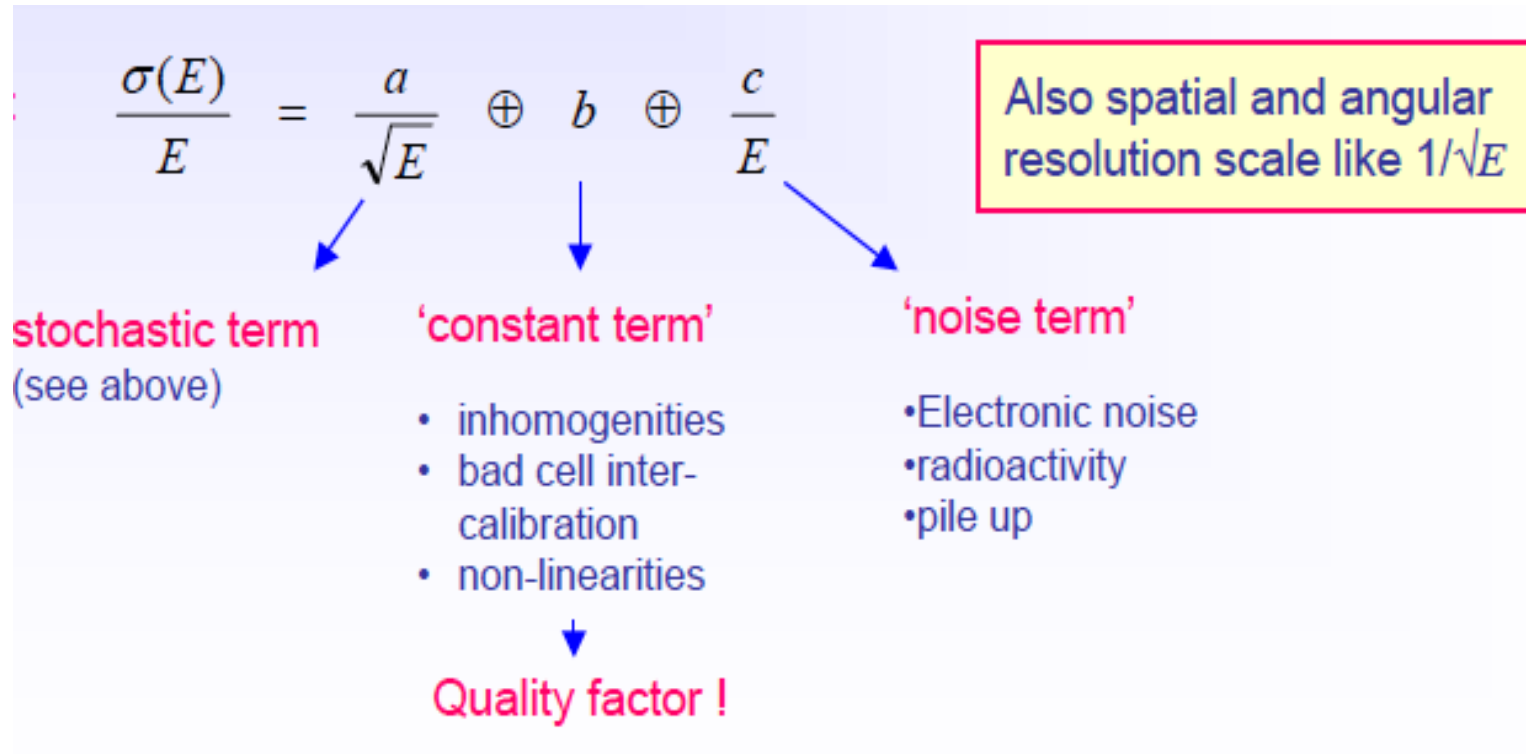 σ(E)/E = a/√E ⊕ b ⊕ c/E
Also spatial and angular
resolution scale like 1/√E
stochastic term
(see above)
‘constant term’
• inhomogenities
• bad cell inter-
calibration
• non-linearities
Quality factor !
‘noise term’
•Electronic noise
•radioactivity
•pile up